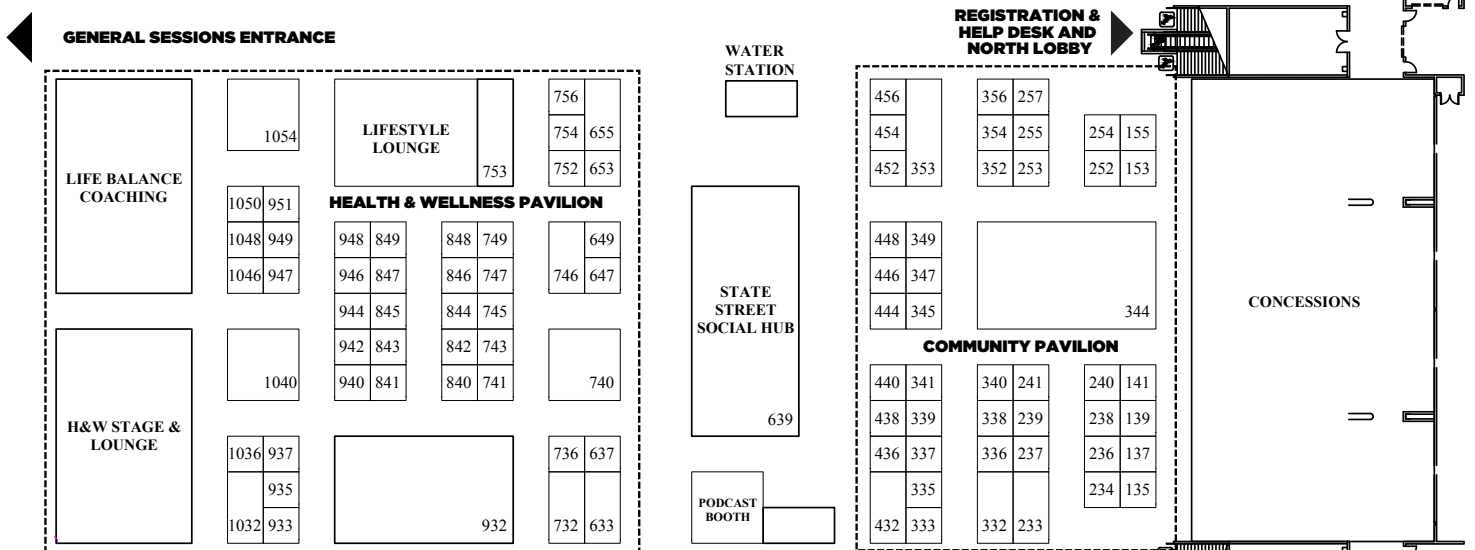 GENERAL SESSIONS ENTRANCE
REGISTRATION &
HELP DESK AND
NORTH LOBBY
WATER
STATION
LIFE BALANCE
COACHING
1054
LIFESTYLE
LOUNGE
753
756
754 655
752 653
1050 951
1048 949
1046 947
HEALTH & WELLNESS PAVILION
948 849
946 847
944 845
942 843
940 841
848 749
846 747
844 745
842 743
840 741
649
746 647
H&W STAGE &
LOUNGE
1040
740
1036 937
935
1032 933
932
736 637
732 633
STATE
STREET
SOCIAL HUB
639
PODCAST
BOOTH
456
454
452 353
356 257
354 255
352 253
254 155
252 153
448 349
446 347
444 345
344
COMMUNITY PAVILION
440 341
438 339
436 337
335
432 333
340 241
338 239
336 237
332 233
240 141
238 139
236 137
234 135
CONCESSIONS